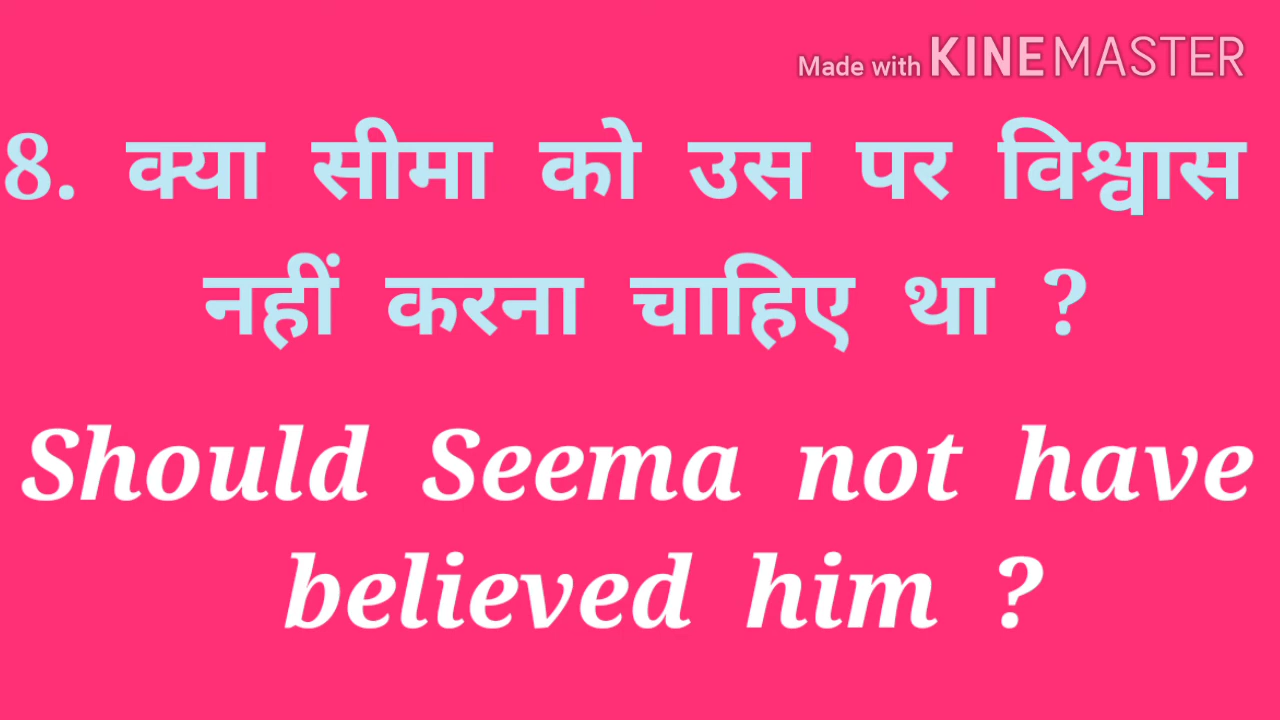 Made with KINEMASTER
8. क्या सीमा को उस पर विश्वास
नहीं करना चाहिए था ?
Should Seema not have
believed him ?